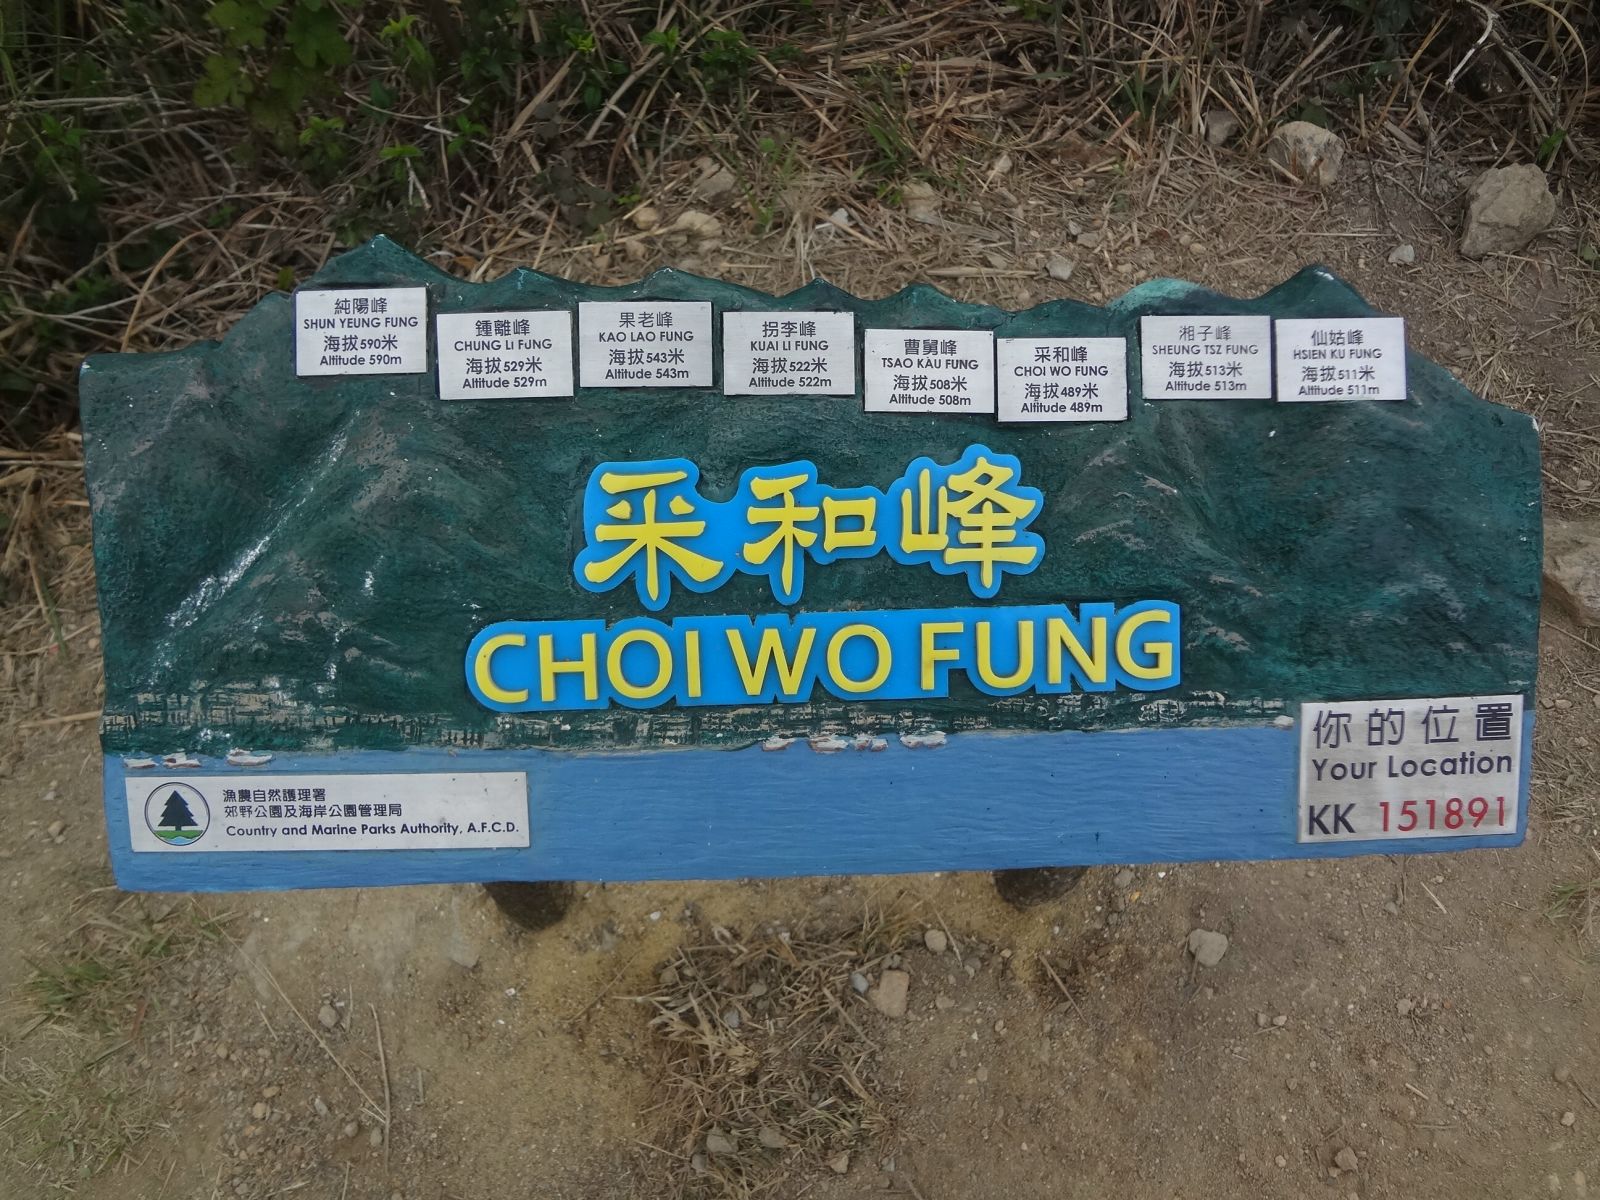 純陽峰
SHUN YEUNG FUNG
海拔590米
Altitude 590m
鍾離峰
CHUNG LI FUNG
海拔529米
Altitude 529m
果老峰
KAO LAO FUNG
海拔543米
Altitude 543m
拐李峰
KUAI LI FUNG
海拔522米
Altitude 522m
曹舅峰
TSAO KAU FUNG
海拔508米
Altitude 508m
采和峰
CHOI WO FUNG
海拔489米
Altitude 489m
湘子峰
SHEUNG TSZ FUNG
海拔513米
Altitude 513m
仙姑峰
HSIEN KU FUNG
海拔511米
Altitude 511m
采和峰
CHOI WO FUNG
漁農自然護理署
郊野公園及海岸公園管理局
Country and Marine Parks Authority, A.F.C.D.
你的位置
Your Location
KK 151891